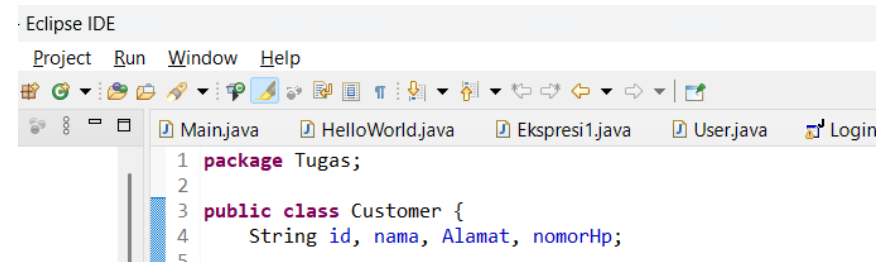 - Eclipse IDE
Project Run Window Help
Main.java HelloWorld.java Ekspresi1.java User.java Login
1 package Tugas;
2
3 public class Customer {
4 String id, nama, Alamat, nomorHp;
5